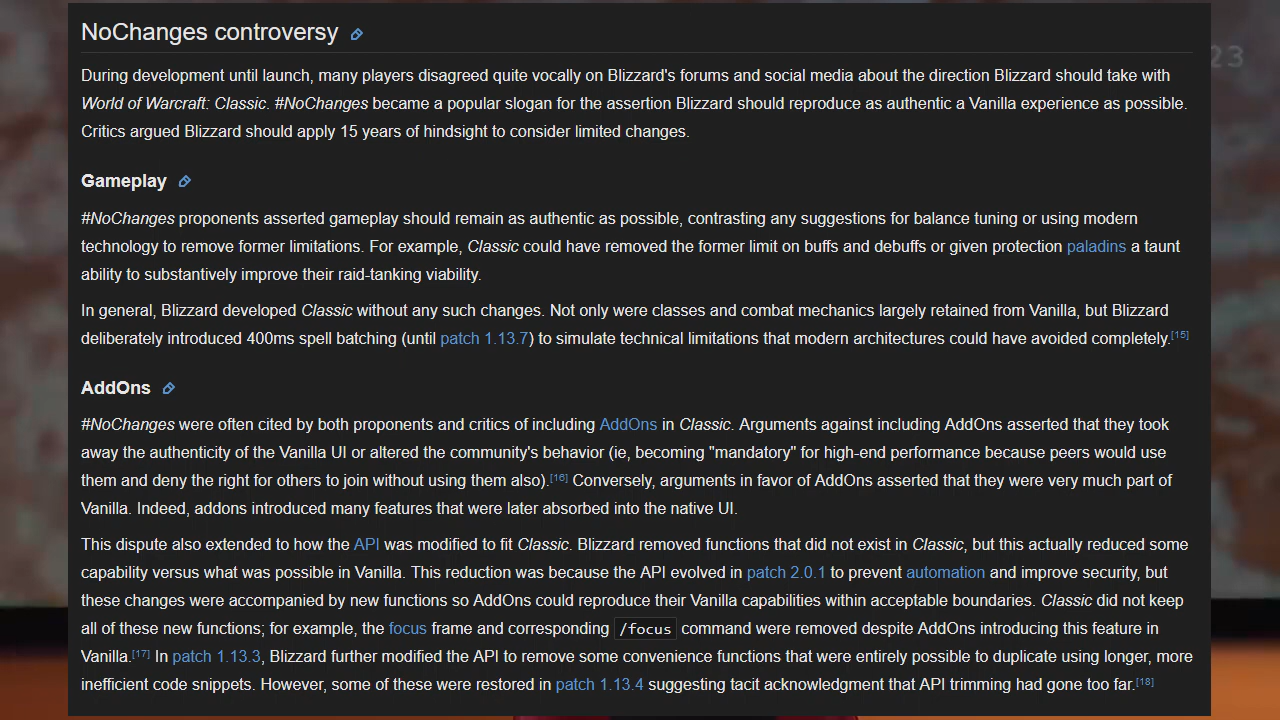 NoChanges controversy
23
During development until launch, many players disagreed quite vocally on Blizzard's forums and social media about the direction Blizzard should take with
World of Warcraft: Classic. #NoChanges became a popular slogan for the assertion Blizzard should reproduce as authentic a Vanilla experience as possible.
Critics argued Blizzard should apply 15 years of hindsight to consider limited changes.
Gameplay
#NoChanges proponents asserted gameplay should remain as authentic as possible, contrasting any suggestions for balance tuning or using modern
technology to remove former limitations. For example, Classic could have removed the former limit on buffs and debuffs or given protection paladins a taunt
ability to substantively improve their raid-tanking viability.
In general, Blizzard developed Classic without any such changes. Not only were classes and combat mechanics largely retained from Vanilla, but Blizzard
deliberately introduced 400ms spell batching (until patch 1.13.7) to simulate technical limitations that modern architectures could have avoided completely.[15]
AddOns
#NoChanges were often cited by both proponents and critics of including AddOns in Classic. Arguments against including AddOns asserted that they took
away the authenticity of the Vanilla UI or altered the community's behavior (ie, becoming "mandatory" for high-end performance because peers would use
them and deny the right for others to join without using them also).[16] Conversely, arguments in favor of AddOns asserted that they were very much part of
Vanilla. Indeed, addons introduced many features that were later absorbed into the native UI.
This dispute also extended to how the API was modified to fit Classic. Blizzard removed functions that did not exist in Classic, but this actually reduced some
capability versus what was possible in Vanilla. This reduction was because the API evolved in patch 2.0.1 to prevent automation and improve security, but
these changes were accompanied by new functions so AddOns could reproduce their Vanilla capabilities within acceptable boundaries. Classic did not keep
all of these new functions; for example, the focus frame and corresponding /focus command were removed despite AddOns introducing this feature in
Vanilla.[17] In patch 1.13.3, Blizzard further modified the API to remove some convenience functions that were entirely possible to duplicate using longer, more
inefficient code snippets. However, some of these were restored in patch 1.13.4 suggesting tacit acknowledgment that API trimming had gone too far.[18]